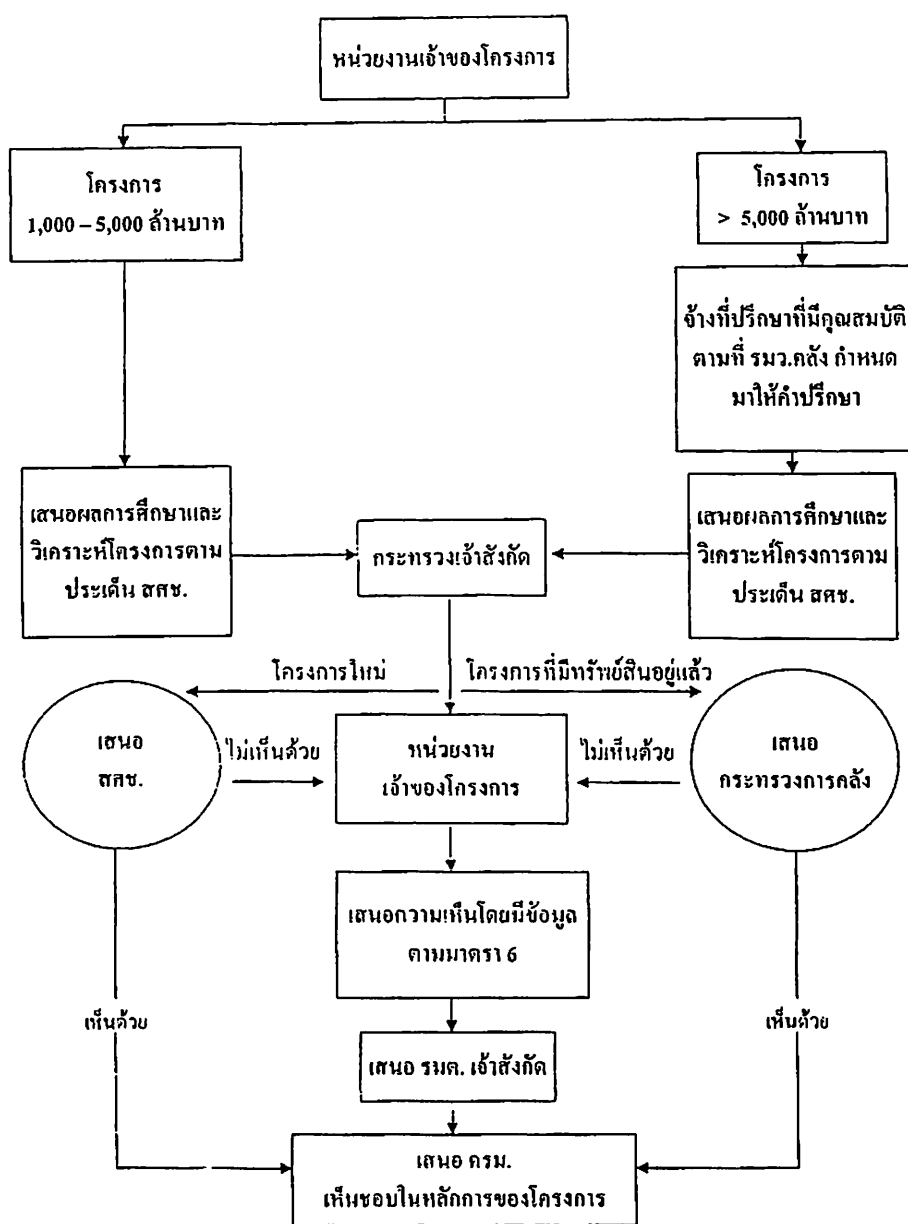 หน่วยงานเจ้าของโครงการ
โครงการ
1,000 – 5,000 ล้านบาท
โครงการ
> 5,000 ล้านบาท
จ้างที่ปรึกษาที่มีคุณสมบัติ
ตามที่ รมว.คลัง กำหนด
มาให้คำปรึกษา
เสนอผลการศึกษาและ
วิเคราะห์โครงการตาม
ประเด็น สศช.
กระทรวงเจ้าสังกัด
เสนอผลการศึกษาและ
วิเคราะห์โครงการตาม
ประเด็น สศช.
โครงการใหม่
โครงการที่มีทรัพย์สินอยู่แล้ว
เสนอ
สศช.
ไม่เห็นด้วย
หน่วยงาน
เจ้าของโครงการ
ไม่เห็นด้วย
เสนอ
กระทรวงการคลัง
เสนอความเห็นโดยมีข้อมูล
ตามมาตรา 6
เห็นด้วย
เห็นด้วย
เสนอ รมต. เจ้าสังกัด
เสนอ ครม.
เห็นชอบในหลักการของโครงการ